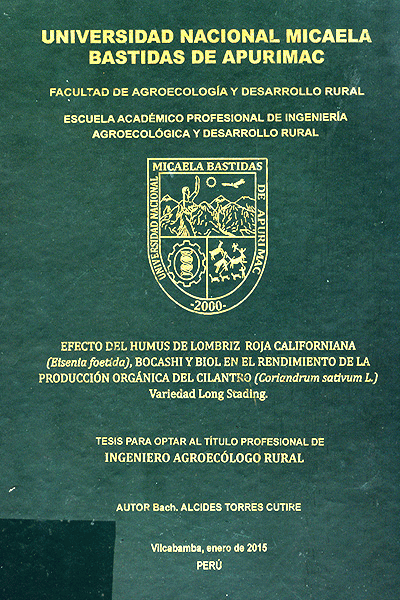 UNIVERSIDAD NACIONAL MICAELA
BASTIDAS DE APURIMAC
FACULTAD DE AGROECOLOGÍA Y DESARROLLO RURAL
ESCUELA ACADÉMICO PROFESIONAL DE INGENIERÍA
AGROECOLÓGICA Y DESARROLLO RURAL
MICAELA BASTIDAS
UNIVERSIDAD NACIONAL
DE APURIMAC
-2000-
EFECTO DEL HUMUS DE LOMBRIZ ROJA CALIFORNIANA
(Eisenia foetida), BOCASHI Y BIOL EN EL RENDIMIENTO DE LA
PRODUCCIÓN ORGÁNICA DEL CILANTRO (Coriandrum sativum L.)
Variedad Long Stading.
TESIS PARA OPTAR AL TÍTULO PROFESIONAL DE
INGENIERO AGROECÓLOGO RURAL
AUTOR Bach. ALCIDES TORRES CUTIRE
Vilcabamba, enero de 2015
PERÚ